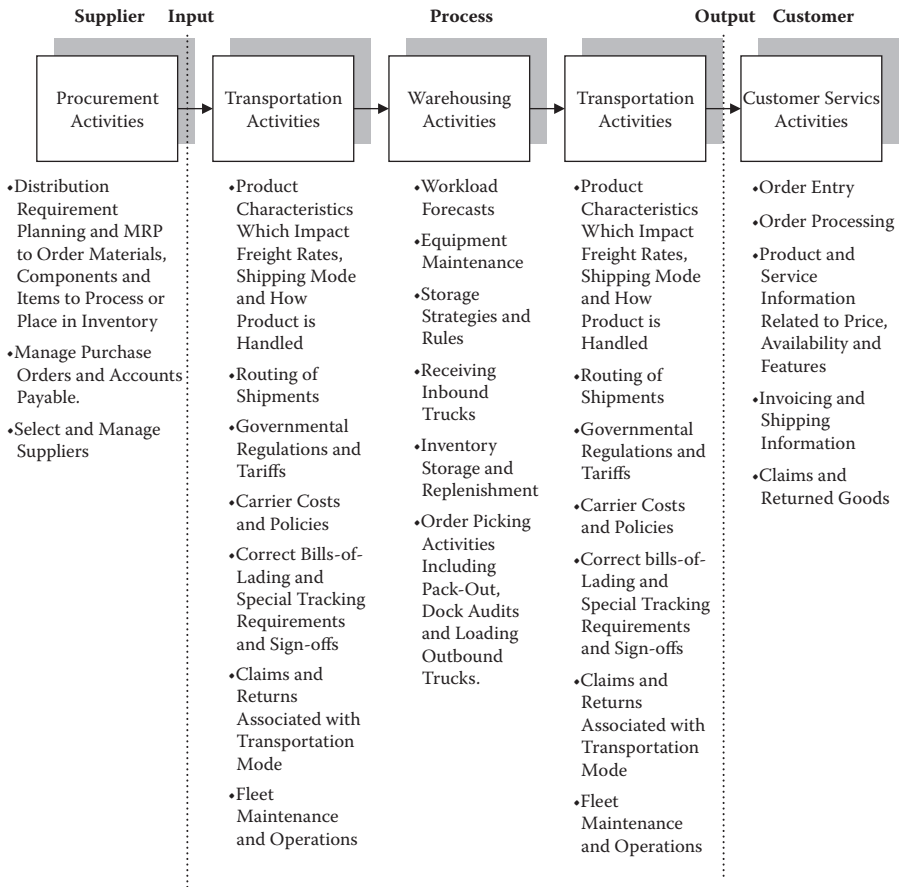 Supplier Input Process Output Customer
Procurement
Activities
Transportation
Activities
Warehousing
Activities
Transportation
Activities
Customer Servics
Activities
•Distribution
Requirement
Planning and MRP
to Order Materials,
Components and
Items to Process or
Place in Inventory
•Manage Purchase
Orders and Accounts
Payable.
•Select and Manage
Suppliers
•Product
Characteristics
Which Impact
Freight Rates,
Shipping Mode
and How
Product is
Handled
•Routing of
Shipments
•Governmental
Regulations and
Tariffs
•Carrier Costs
and Policies
•Correct Bills-of-
Lading and
Special Tracking
Requirements
and Sign-offs
•Claims and
Returns
Associated with
Transportation
Mode
•Fleet
Maintenance
and Operations
•Workload
Forecasts
•Equipment
Maintenance
•Storage
Strategies and
Rules
•Receiving
Inbound
Trucks
•Inventory
Storage and
Replenishment
•Order Picking
Activities
Including
Pack-Out,
Dock Audits
and Loading
Outbound
Trucks.
•Product
Characteristics
Which Impact
Freight Rates,
Shipping Mode
and How
Product is
Handled
•Routing of
Shipments
•Governmental
Regulations and
Tariffs
•Carrier Costs
and Policies
•Correct bills-of-
Lading and
Special Tracking
Requirements
and Sign-offs
•Claims and
Returns
Associated with
Transportation
Mode
•Fleet
Maintenance
and Operations
•Order Entry
•Order Processing
•Product and
Service
Information
Related to Price,
Availability and
Features
•Invoicing and
Shipping
Information
•Claims and
Returned Goods